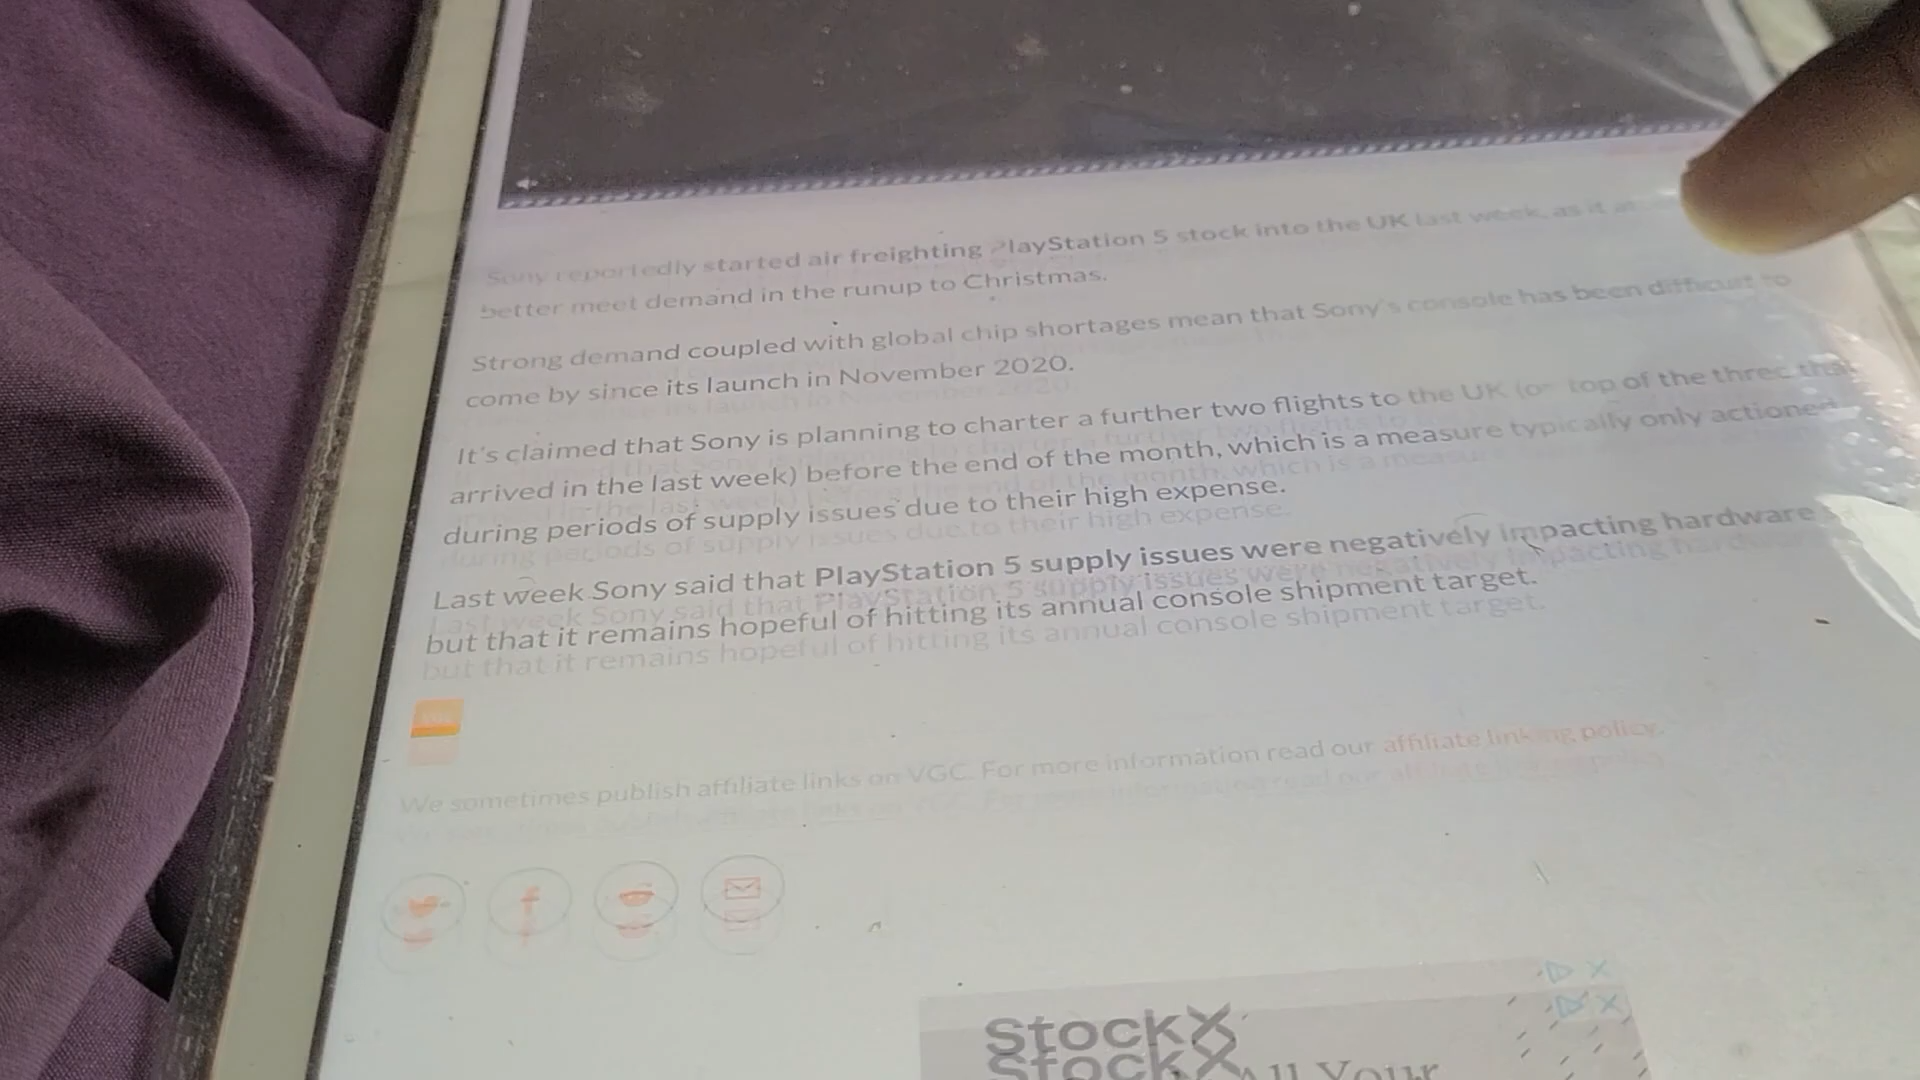 Sony reportedly started air freighting PlayStation 5 stock into the UK last week, as it
better meet demand in the runup to Christmas.
Strong demand coupled with global chip shortages mean that Sony's console has been difficult to
come by since its launch in November 2020.
It's claimed that Sony is planning to charter a further two flights to the UK (on top of the three that
arrived in the last week) before the end of the month, which is a measure typically only actioned
during periods of supply issues due to their high expense.
Last week Sony said that PlayStation 5 supply issues were negatively impacting hardware
but that it remains hopeful of hitting its annual console shipment target.
VGC
We sometimes publish affiliate links on VGC. For more information read our affiliate linking policy.
StockX
All Your